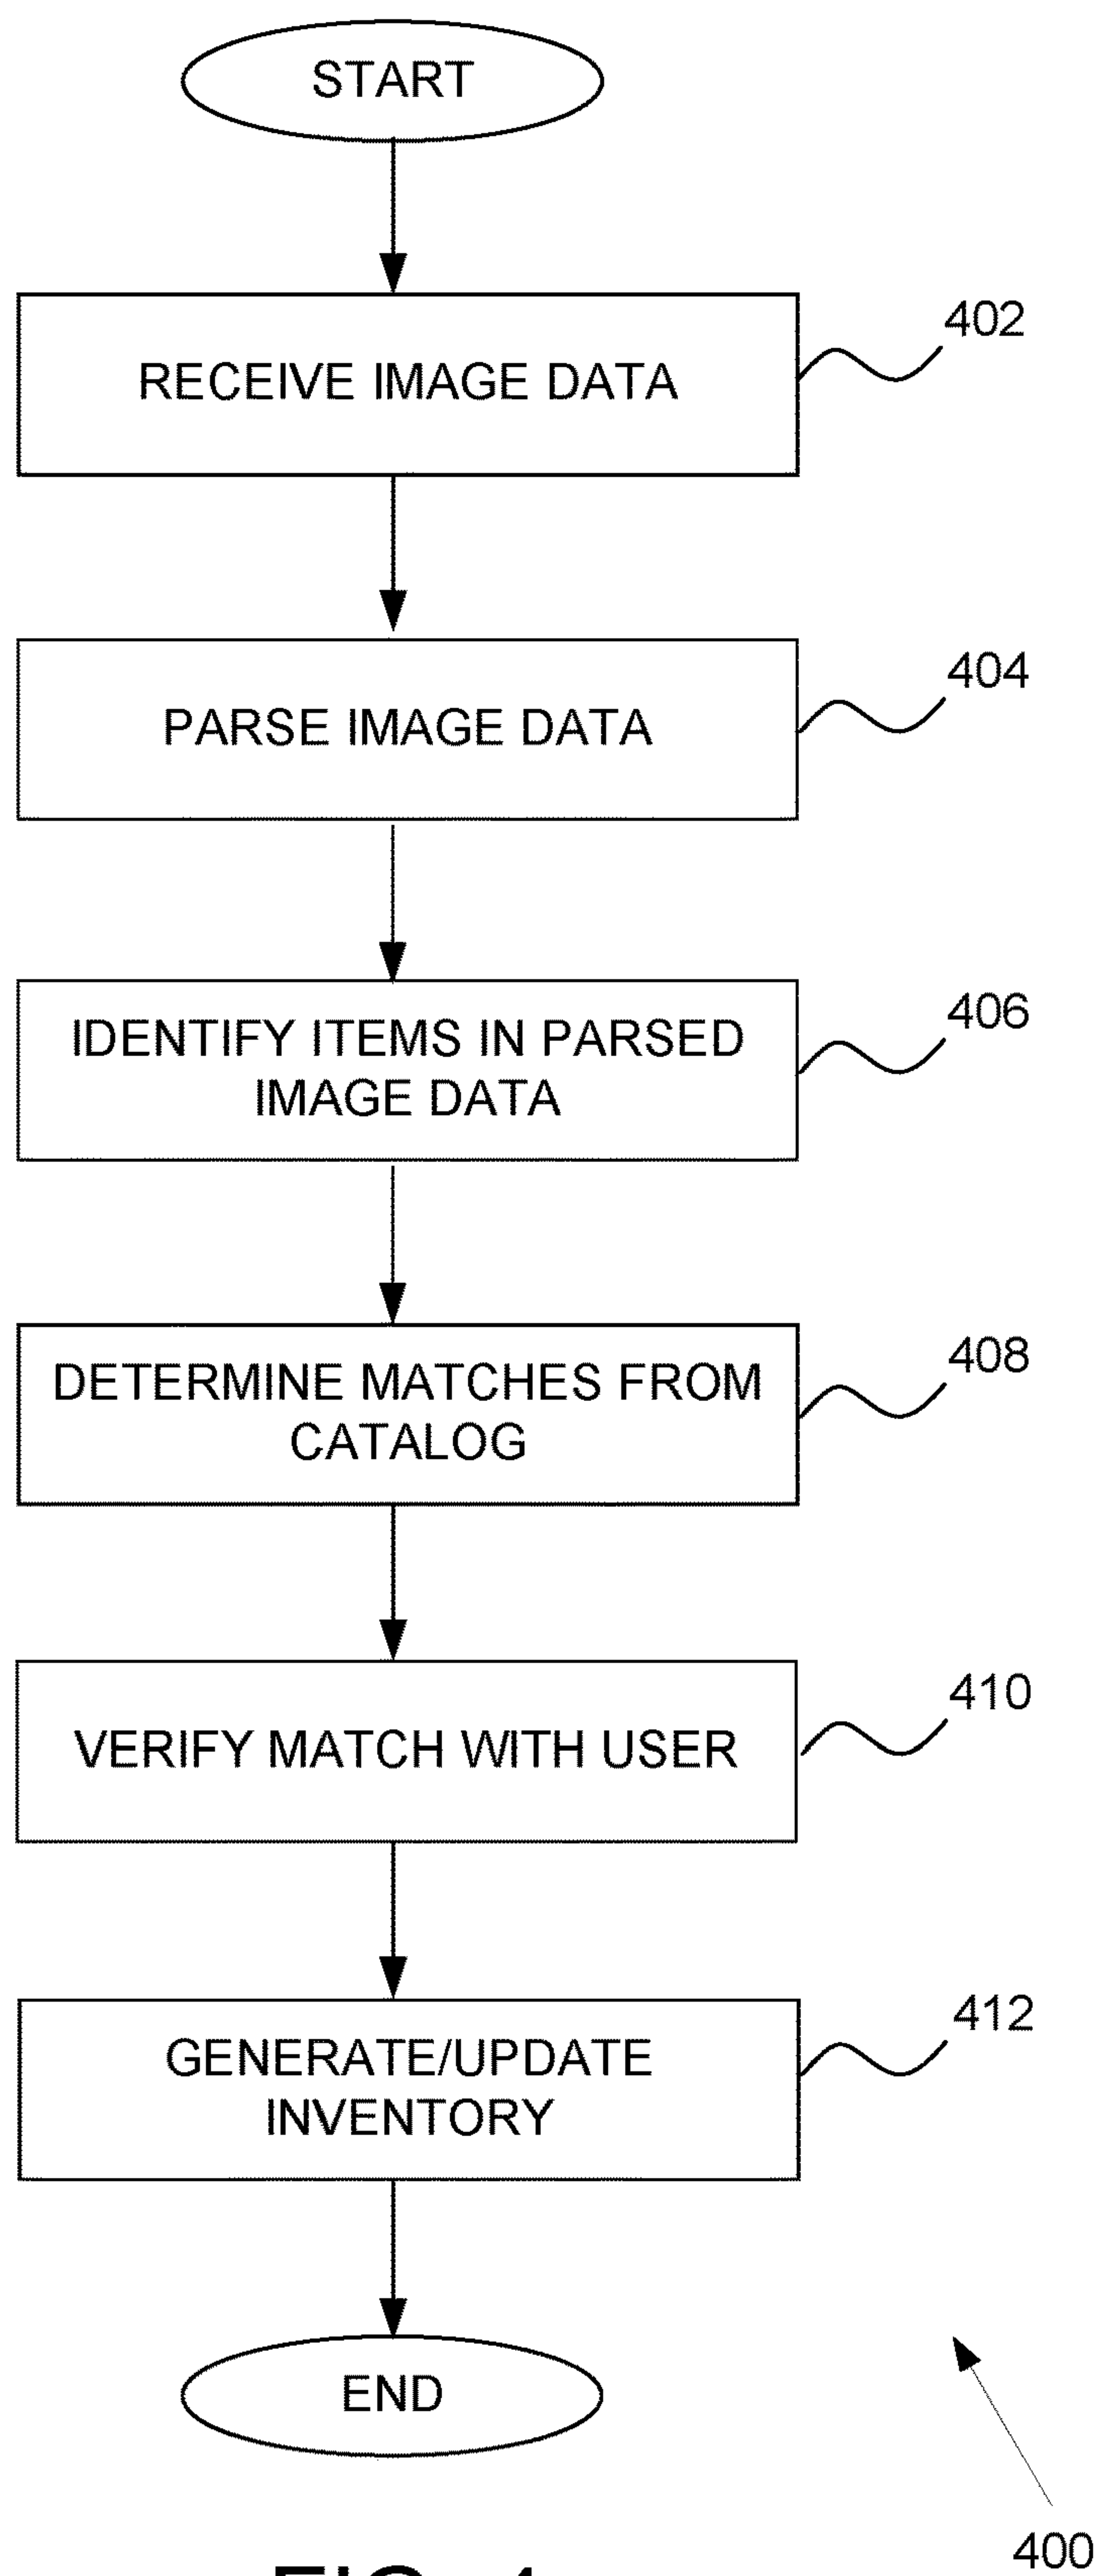 START
RECEIVE IMAGE DATA
402
PARSE IMAGE DATA
404
IDENTIFY ITEMS IN PARSED
IMAGE DATA
406
DETERMINE MATCHES FROM
CATALOG
408
VERIFY MATCH WITH USER
410
GENERATE/UPDATE
INVENTORY
412
END
400